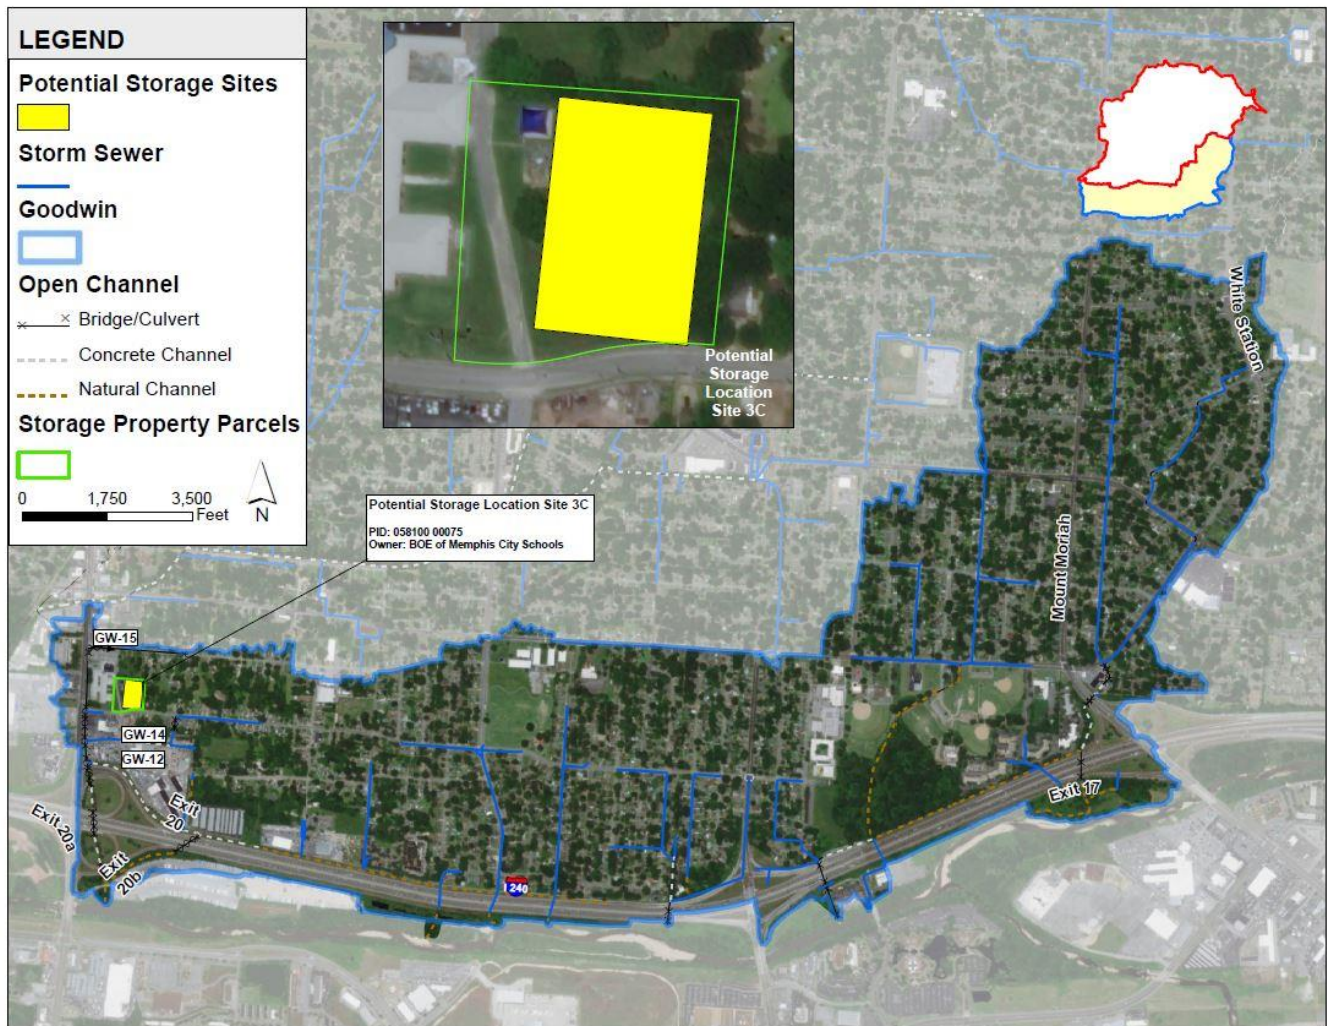 LEGEND
Potential Storage Sites
Storm Sewer
Goodwin
Open Channel
Bridge/Culvert
Concrete Channel
Natural Channel
Storage Property Parcels
0 1,750 3,500
Feet
N
Potential
Storage
Location
Site 3C
Potential Storage Location Site 3C
PID: 058100 00075
Owner: BOE of Memphis City Schools
White Station
Mount Moriah
GW-15
GW-14
GW-12
Exit
20
Exit 20a
Exit
20b
I 240
Exit 17